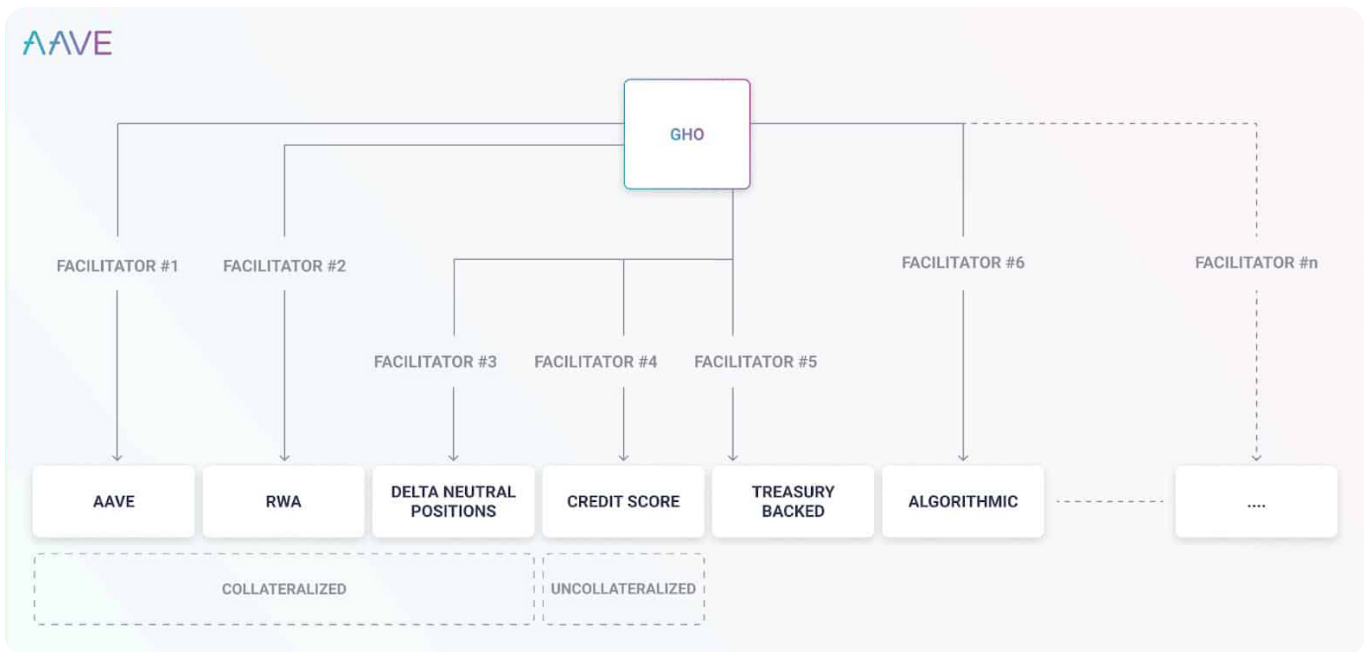 AAVE
GHO
FACILITATOR #1
FACILITATOR #2
FACILITATOR #6
FACILITATOR #n
FACILITATOR #3
FACILITATOR #4
FACILITATOR #5
AAVE
RWA
DELTA NEUTRAL
POSITIONS
CREDIT SCORE
TREASURY
BACKED
ALGORITHMIC
....
COLLATERALIZED
UNCOLLATERALIZED